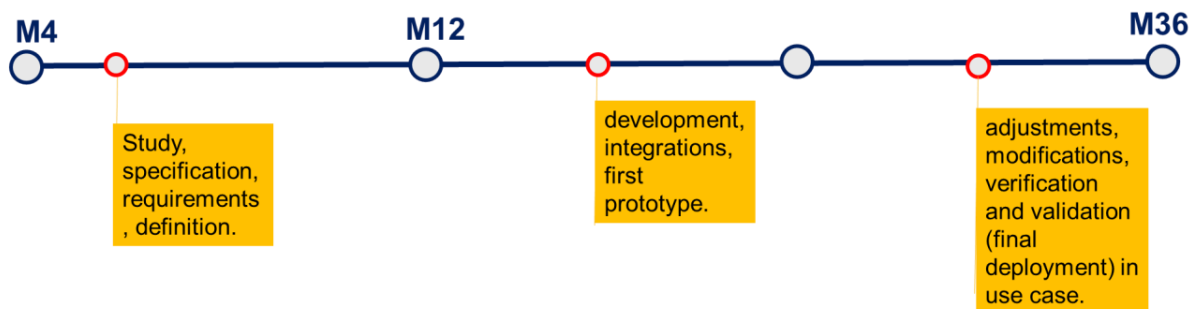 M4
M12
M36
Study,
specification,
requirements
, definition.
development,
integrations,
first
prototype.
adjustments,
modifications,
verification
and validation
(final
deployment) in
use case.